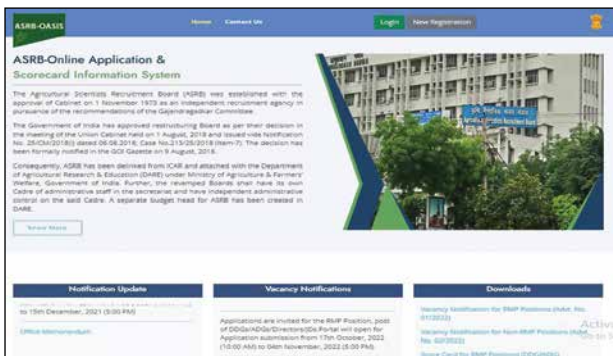 ASRB-OASIS
Home Contact Us
Login New Registration
ASRB-Online Application &
Scorecard Information System
The Agricultural Scientists Recruitment Board (ASRB) was established with the
approval of Cabinet on 1 November 1973 as an independent recruitment agency in
pursuance of the recommendations of the Gajendragadkar Committee.
The Government of India has approved restructuring Board as per their decision in
the meeting of the Union Cabinet held on 1 August, 2018 and issued vide Notification
No. 25/CM/2018(i) dated 06.08.2018; Case No.213/25/2018 (Item-7). The decision has
been formally notified in the GOI Gazette on 9 August, 2018.
Consequently, ASRB has been delinked from ICAR and attached with the Department
of Agricultural Research & Education (DARE) under Ministry of Agriculture & Farmers'
Welfare, Government of India. Further, the revamped Boards shall have its own
Cadre of administrative staff in the secretariat and have independent administrative
control on the said Cadre. A separate budget head for ASRB has been created in
DARE.
Read More
Notification Update
to 15th December, 2021 (5:00 PM)
Office Memorandum
Vacancy Notifications
Applications are invited for the RMP Position, post
of DDGs/ADGs/Directors/JDs.Portal will open for
Application submission from 17th October, 2022
(10:00 AM) to 04th November, 2022 (5:00 PM)
Downloads
Vacancy Notification for RMP Positions (Advt. No.
01/2022)
Vacancy Notification for Non-RMP Positions (Advt.
No. 02/2022)
Score Card for RMP Positions (DDG/ADG)
Activa